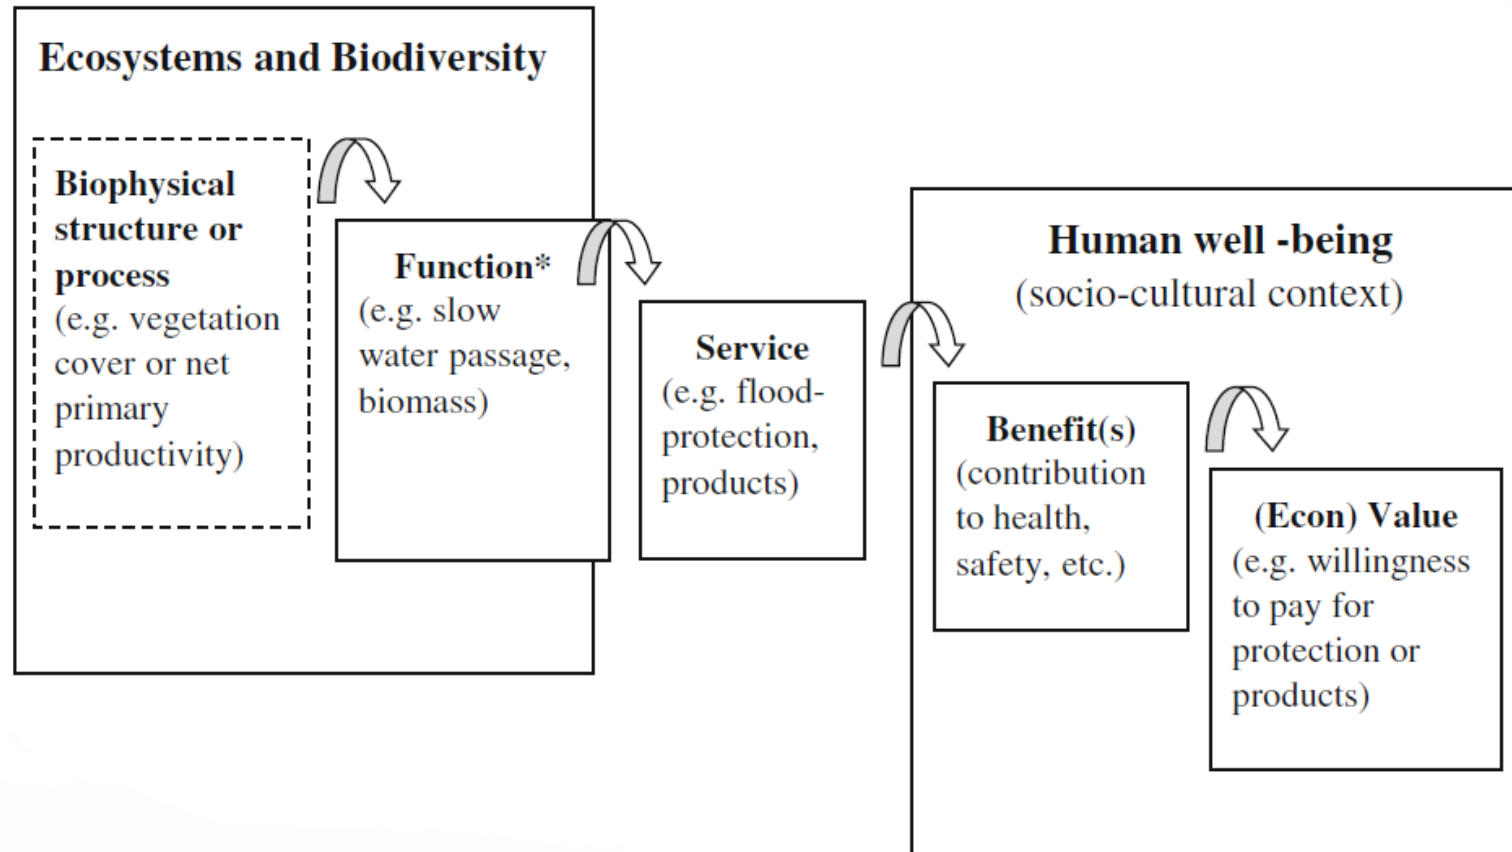 Ecosystems and Biodiversity
Biophysical
structure or
process
(e.g. vegetation
cover or net
primary
productivity)
Function*
(e.g. slow
water passage,
biomass)
Service
(e.g. flood-
protection,
products)
Human well -being
(socio-cultural context)
Benefit(s)
(contribution
to health,
safety, etc.)
(Econ) Value
(e.g. willingness
to pay for
protection or
products)